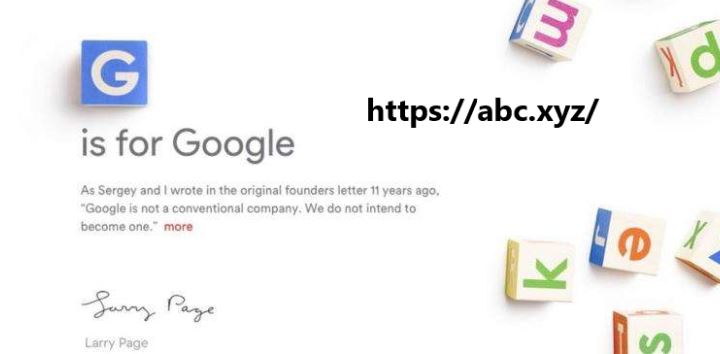 G
https://abc.xyz/
is for Google
As Sergey and I wrote in the original founders letter 11 years ago,
“Google is not a conventional company. We do not intend to
become one.” more
Larry Page
Larry Page
m
x d
r e x
k
s